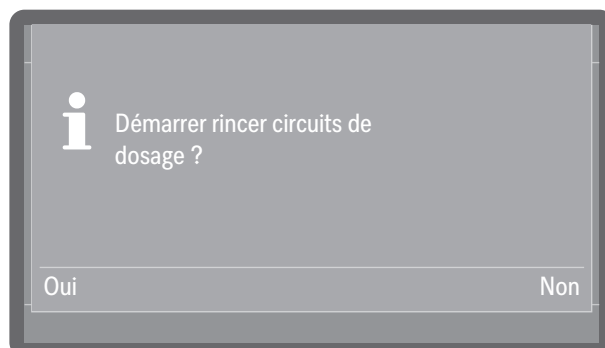 Démarrer rincer circuits de
dosage ?
Oui
Non